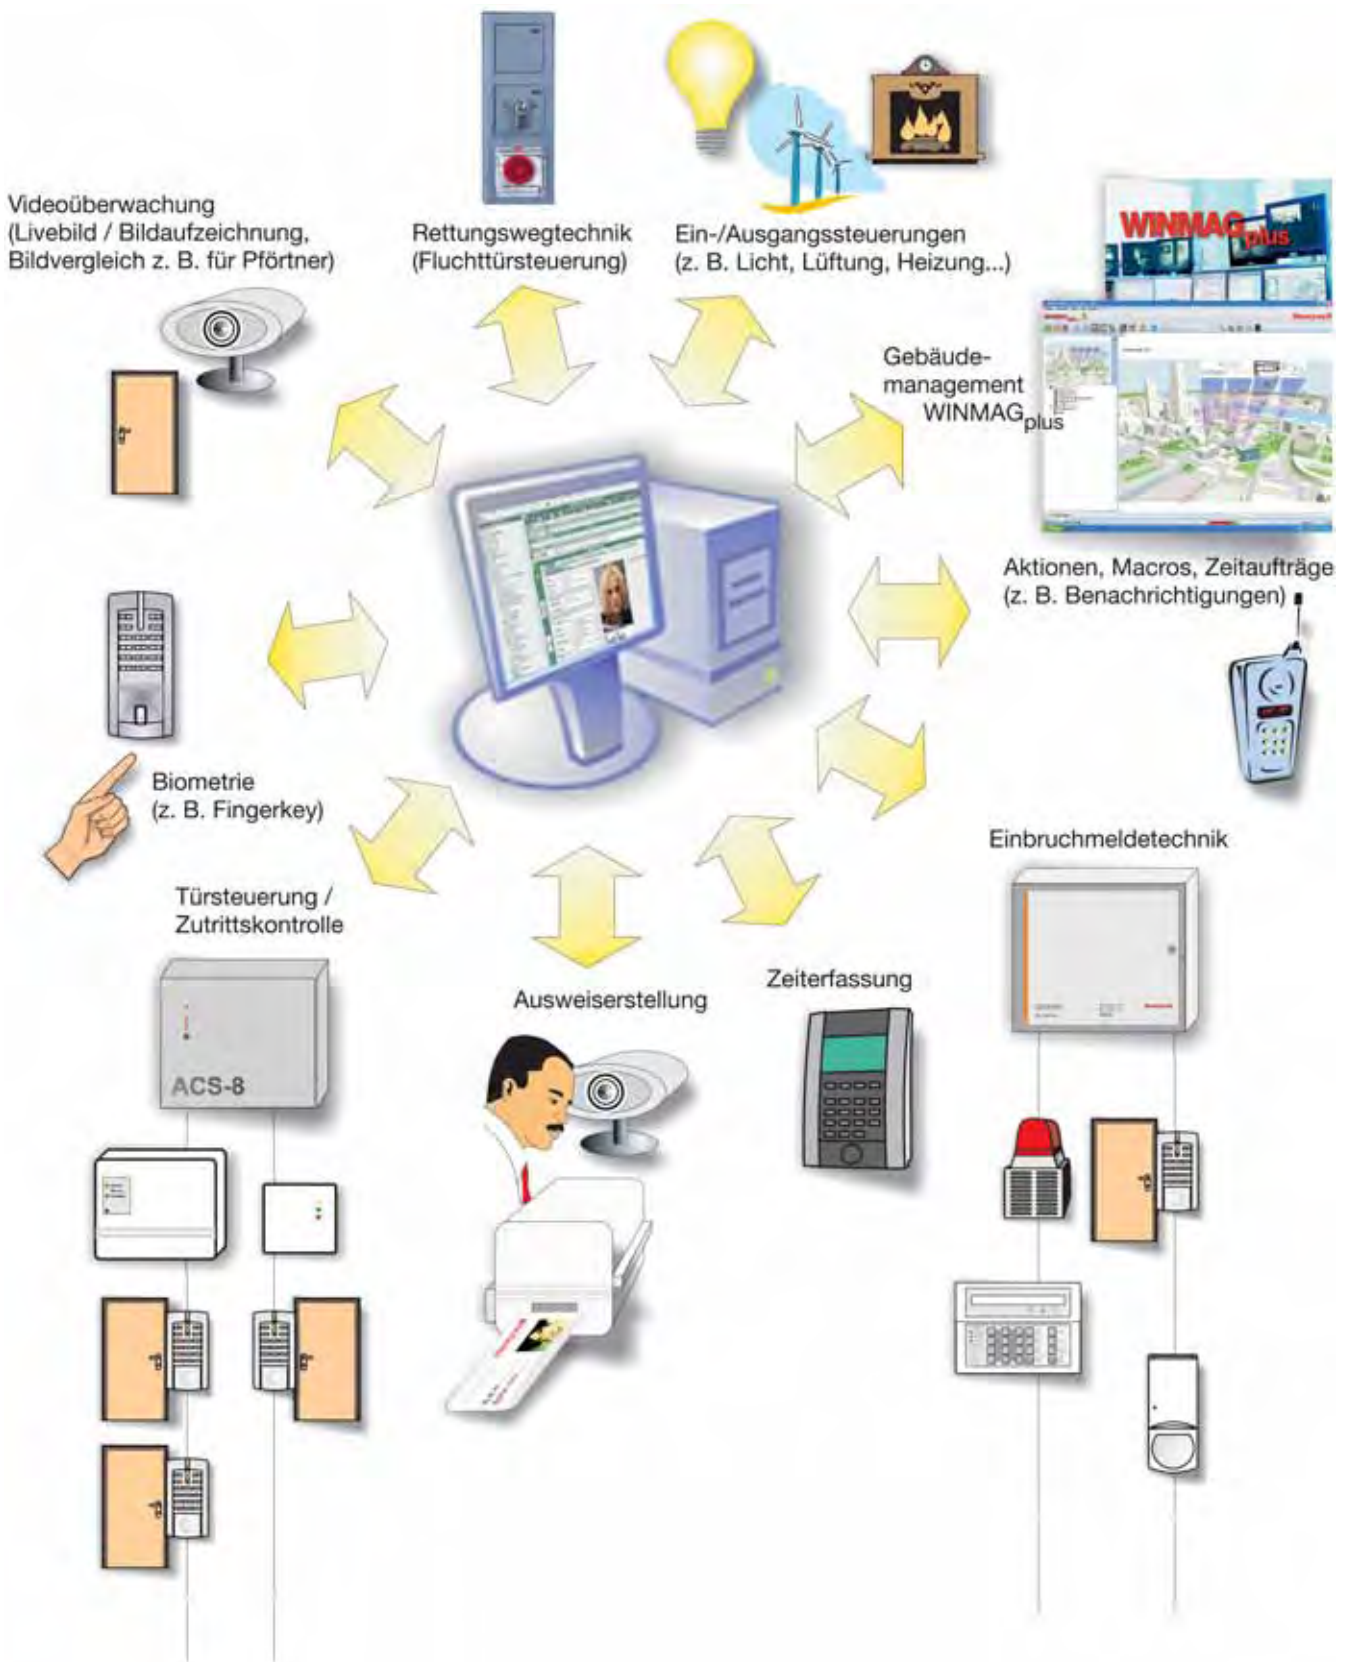 Videoüberwachung
(Livebild / Bildaufzeichnung,
Bildvergleich z. B. für Pförtner)
Rettungswegtechnik
(Fluchttürsteuerung)
Ein-/Ausgangssteuerungen
(z. B. Licht, Lüftung, Heizung...)
WINMAG plus
Gebäude-
management
WINMAG plus
Aktionen, Macros, Zeitaufträge
(z. B. Benachrichtigungen)
Biometrie
(z. B. Fingerkey)
Einbruchmeldetechnik
Türsteuerung /
Zutrittskontrolle
Zeiterfassung
Ausweiserstellung
ACS-8